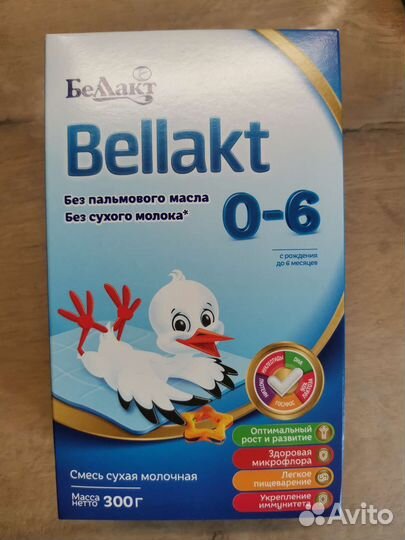 Беллакт
Bellakt
Без пальмового масла
Без сухого молока*
0-6
с рождения
до 6 месяцев
Оптимальный
рост и развитие
Здоровая
микрофлора
Легкое
пищеварение
Укрепление
иммунитета
Смесь сухая молочная
Масса
нетто 300 г
Avito